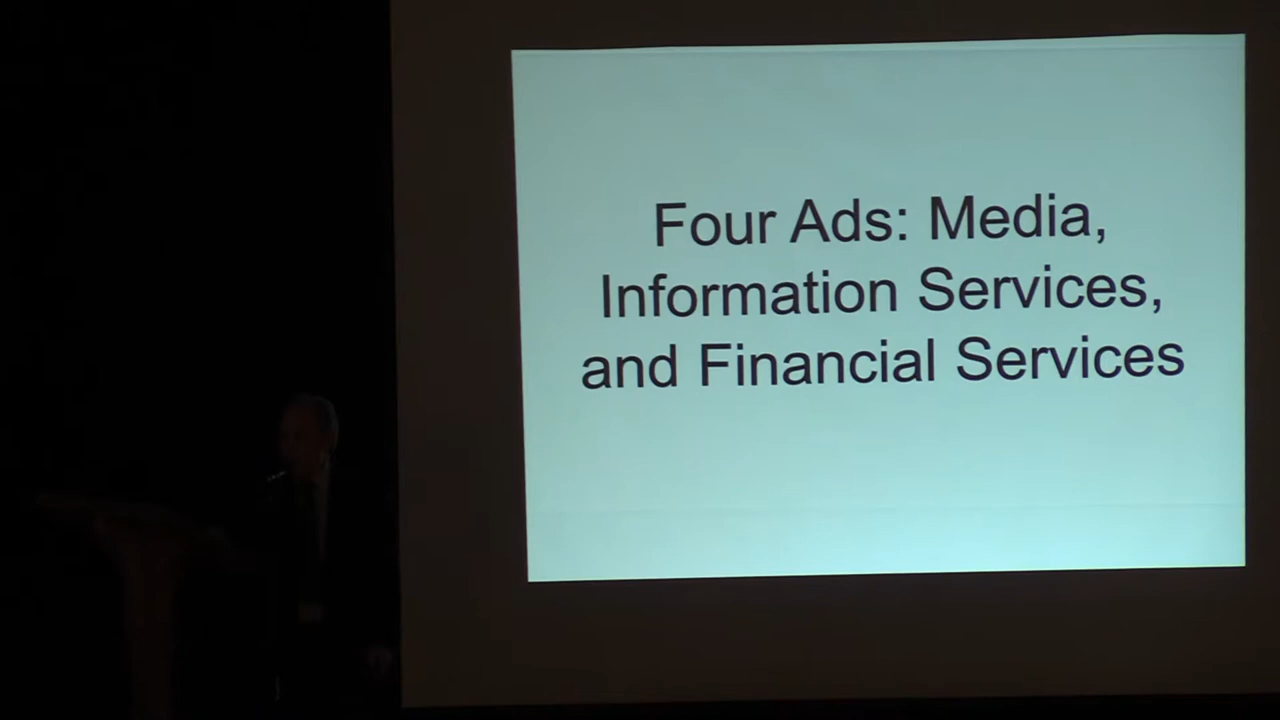 Four Ads: Media,
Information Services,
and Financial Services